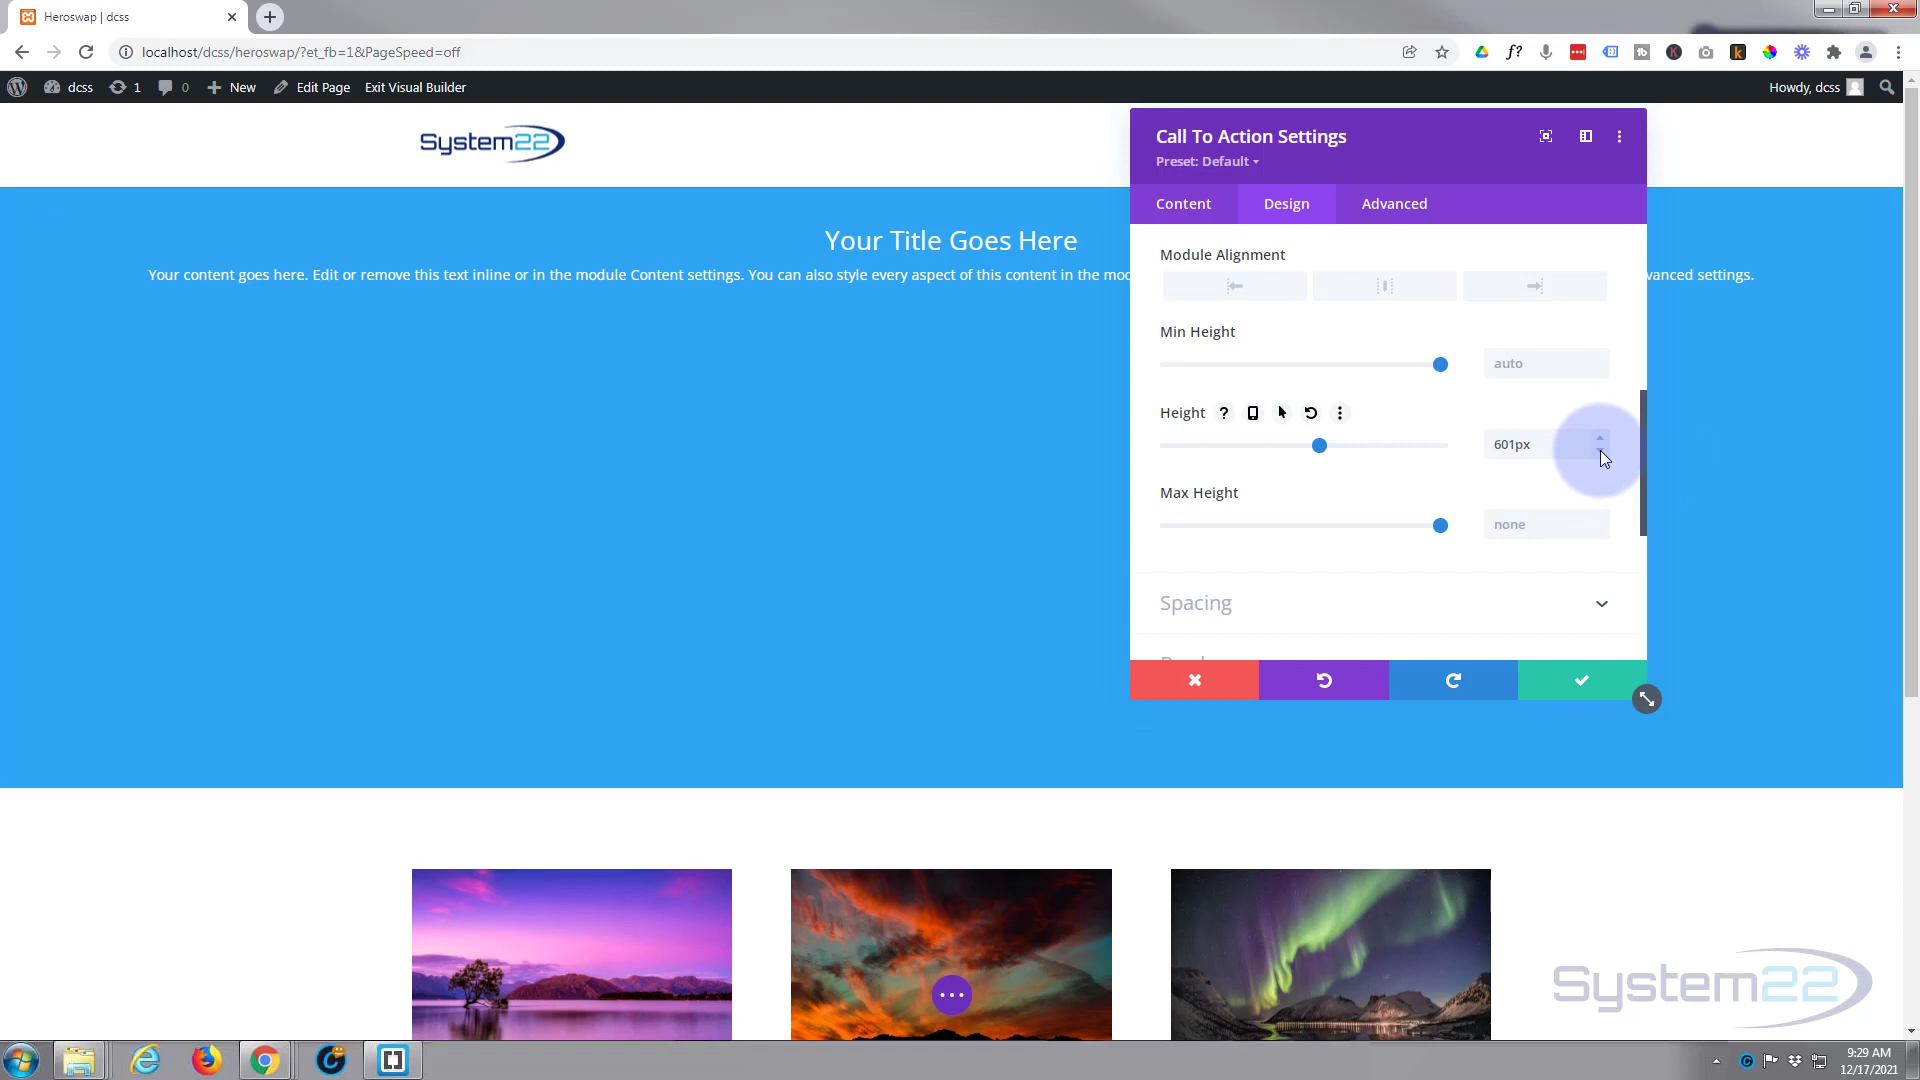 Heroswap | dcss
localhost/dcss/heroswap/?et_fb=1&PageSpeed=off
dcss
1
0
New
Edit Page
Exit Visual Builder
Howdy, dcss
System22
Your Title Goes Here
Your content goes here. Edit or remove this text inline or in the module Content settings. You can also style every aspect of this content in the mod
vanced settings.
Call To Action Settings
Preset: Default
Content
Design
Advanced
Module Alignment
Min Height
auto
Height
601px
Max Height
none
Spacing
System22
9:29 AM
12/17/2021